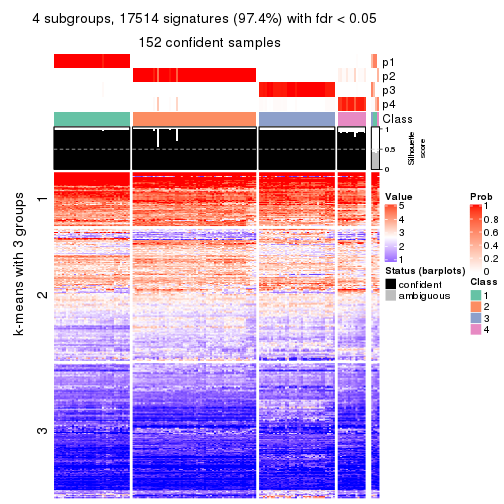 4 subgroups, 17514 signatures (97.4%) with fdr < 0.05
152 confident samples
p1
p2
p3
p4
Class
1
0.5
0
Silhouette
score
k-means with 3 groups
1
2
3
Value
5
4
3
2
1
Status (barplots)
confident
ambiguous
Prob
1
0.8
0.6
0.4
0.2
0
Class
1
2
3
4